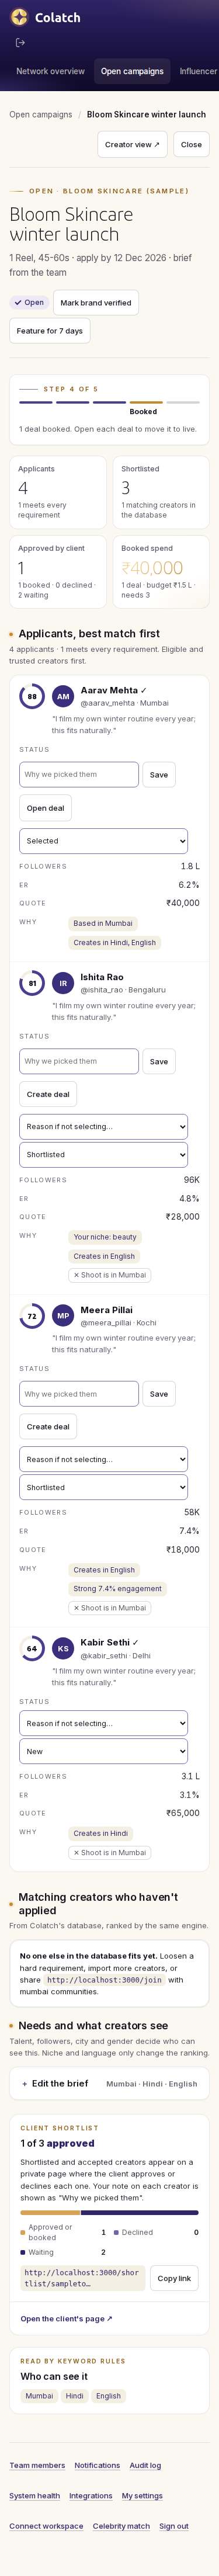 Colatch
Network overview Open campaigns Influencer
Open campaigns / Bloom Skincare winter launch
Creator view ↗ Close
OPEN · BLOOM SKINCARE (SAMPLE)
Bloom Skincare
winter launch
1 Reel, 45-60s · apply by 12 Dec 2026 · brief
from the team
✓ Open Mark brand verified
Feature for 7 days
STEP 4 OF 5
Booked
1 deal booked. Open each deal to move it to live.
Applicants
4
1 meets every
requirement
Shortlisted
3
1 matching creators in
the database
Approved by client
1
1 booked · 0 declined ·
2 waiting
Booked spend
₹40,000
1 deal · budget ₹1.5 L ·
needs 3
Applicants, best match first
4 applicants · 1 meets every requirement. Eligible and
trusted creators first.
88 AM Aarav Mehta ✓
@aarav_mehta · Mumbai
"I film my own winter routine every year;
this fits naturally."
STATUS
Why we picked them Save
Open deal
Selected
FOLLOWERS 1.8 L
ER 6.2%
QUOTE ₹40,000
WHY Based in Mumbai
Creates in Hindi, English
81 IR Ishita Rao
@ishita_rao · Bengaluru
"I film my own winter routine every year;
this fits naturally."
STATUS
Why we picked them Save
Create deal
Reason if not selecting…
Shortlisted
FOLLOWERS 96K
ER 4.8%
QUOTE ₹28,000
WHY Your niche: beauty
Creates in English
✕ Shoot is in Mumbai
72 MP Meera Pillai
@meera_pillai · Kochi
"I film my own winter routine every year;
this fits naturally."
STATUS
Why we picked them Save
Create deal
Reason if not selecting…
Shortlisted
FOLLOWERS 58K
ER 7.4%
QUOTE ₹18,000
WHY Creates in English
Strong 7.4% engagement
✕ Shoot is in Mumbai
64 KS Kabir Sethi ✓
@kabir_sethi · Delhi
"I film my own winter routine every year;
this fits naturally."
STATUS
Reason if not selecting…
New
FOLLOWERS 3.1 L
ER 3.1%
QUOTE ₹65,000
WHY Creates in Hindi
✕ Shoot is in Mumbai
Matching creators who haven't
applied
From Colatch's database, ranked by the same engine.
No one else in the database fits yet. Loosen a
hard requirement, import more creators, or
share http://localhost:3000/join with
mumbai communities.
Needs and what creators see
Talent, followers, city and gender decide who can
see this. Niche and language only change the ranking.
+ Edit the brief Mumbai · Hindi · English
CLIENT SHORTLIST
1 of 3 approved
Shortlisted and accepted creators appear on a
private page where the client approves or
declines each one. Your note on each creator is
shown as "Why we picked them".
Approved or
booked 1 Declined 0
Waiting 2
http://localhost:3000/shor
tlist/sampleto… Copy link
Open the client's page ↗
READ BY KEYWORD RULES
Who can see it
Mumbai Hindi English
Team members Notifications Audit log
System health Integrations My settings
Connect workspace Celebrity match Sign out